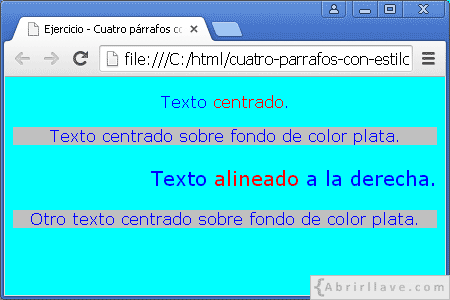 Ejercicio - Cuatro párrafos co
file:///C:/html/cuatro-parrafos-con-estilo
Texto centrado.
Texto centrado sobre fondo de color plata.
Texto alineado a la derecha.
Otro texto centrado sobre fondo de color plata.
{Abrirllave.com